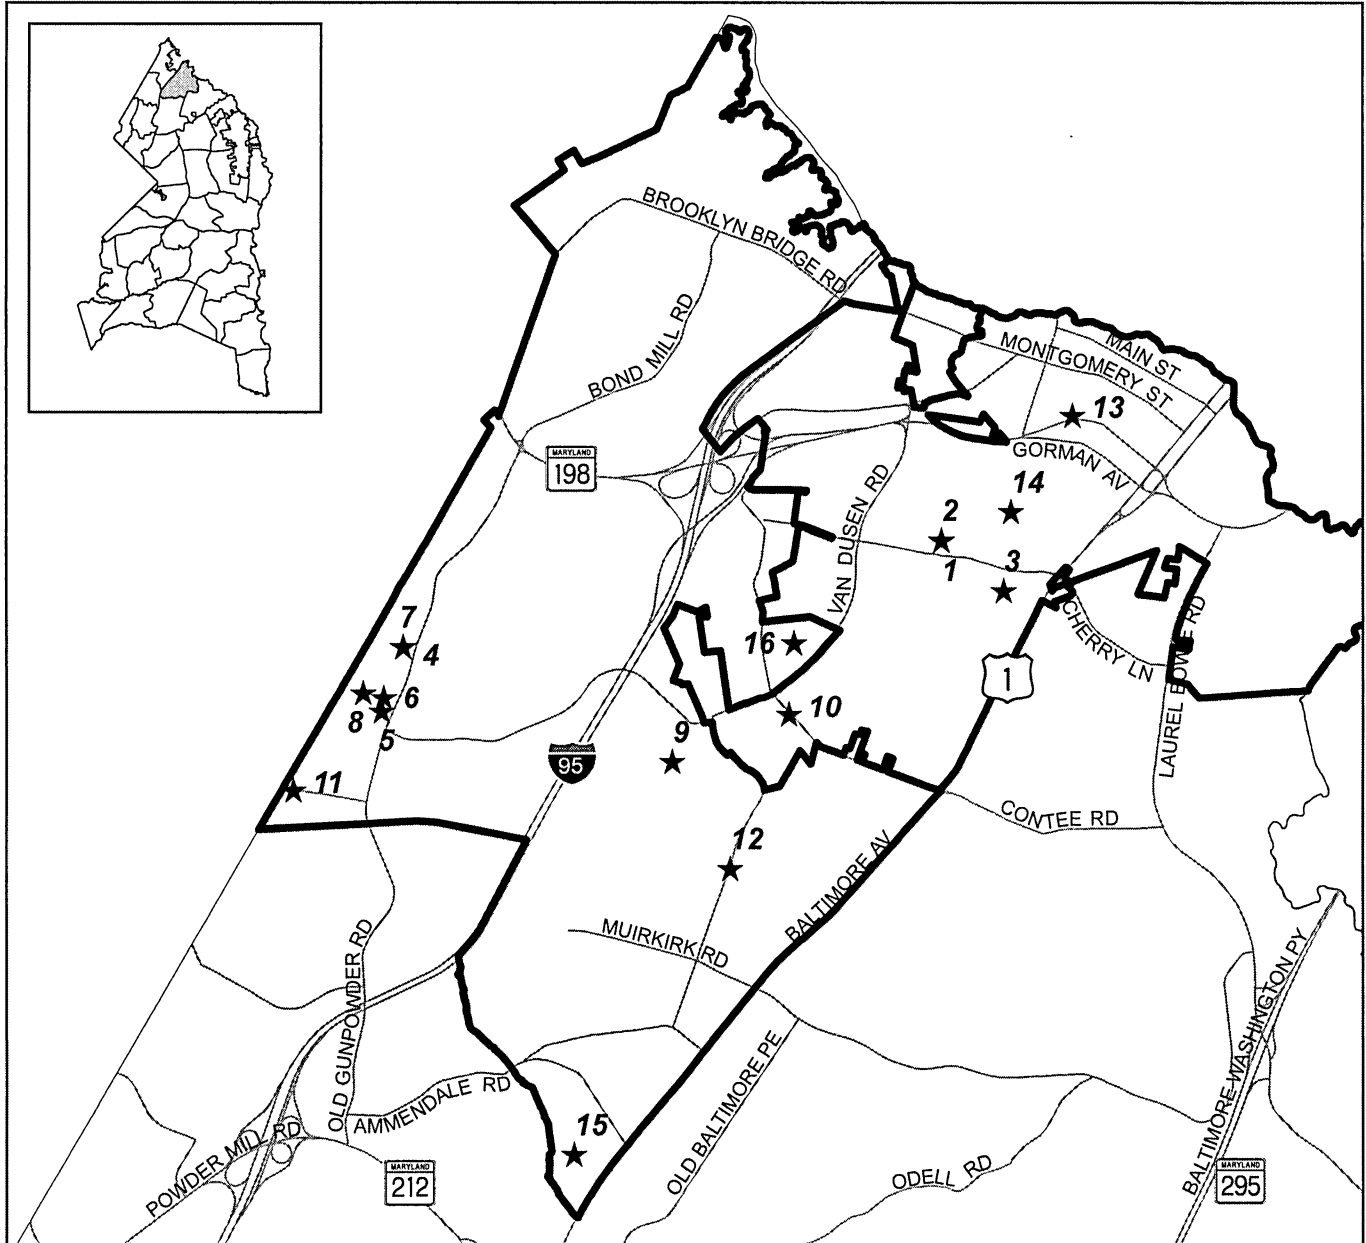 BROOKLYN BRIDGE RD
BOND MILL RD
MAIN ST
MONTGOMERY ST
13
GORMAN AV
MARYLAND
198
VAN DUSEN RD
14
2
1
3
CHERRY LN
LAUREL BOWIE RD
7
4
16
1
6
8
5
10
9
95
11
CONTEE RD
12
BALTIMORE AV
MUIRKIRK RD
OLD GUNPOWDER RD
BALTIMORE-WASHINGTON PY
OLD BALTIMORE PE
AMMENDALE RD
15
POWDER MILL RD
MARYLAND
212
ODELL RD
MARYLAND
295